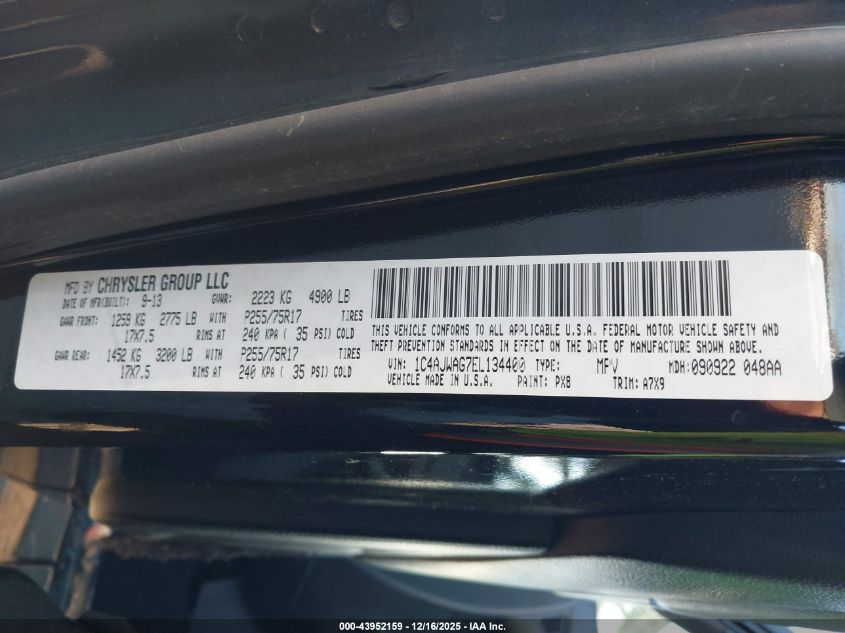 MFD BY CHRYSLER GROUP LLC
DATE OF MFR(BUILT): 9-13 GVWR: 2223 KG 4900 LB
GAWR FRONT: 1259 KG 2775 LB WITH P255/75R17 TIRES
17X7.5 RIMS AT 240 KPA ( 35 PSI) COLD
GAWR REAR: 1452 KG 3200 LB WITH P255/75R17 TIRES
17X7.5 RIMS AT 240 KPA ( 35 PSI) COLD
THIS VEHICLE CONFORMS TO ALL APPLICABLE U.S.A. FEDERAL MOTOR VEHICLE SAFETY AND
THEFT PREVENTION STANDARDS IN EFFECT ON THE DATE OF MANUFACTURE SHOWN ABOVE.
VIN: 1C4AJWAG7EL134400 TYPE: MPV MDH: 090922 048AA
VEHICLE MADE IN U.S.A. PAINT: PX8 TRIM: A7X9
000-43952159 - 12/16/2025 - IAA Inc.